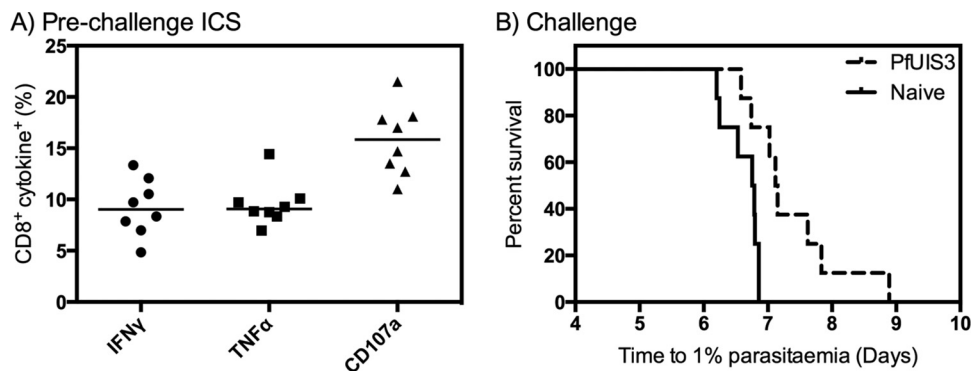 A) Pre-challenge ICS
CD8⁺ cytokine⁺ (%)
25
20
15
10
5
0
IFNγ
TNFα
CD107a
B) Challenge
Percent survival
100
80
60
40
20
0
4
5
6
7
8
9
10
Time to 1% parasitaemia (Days)
PfUIS3
Naive